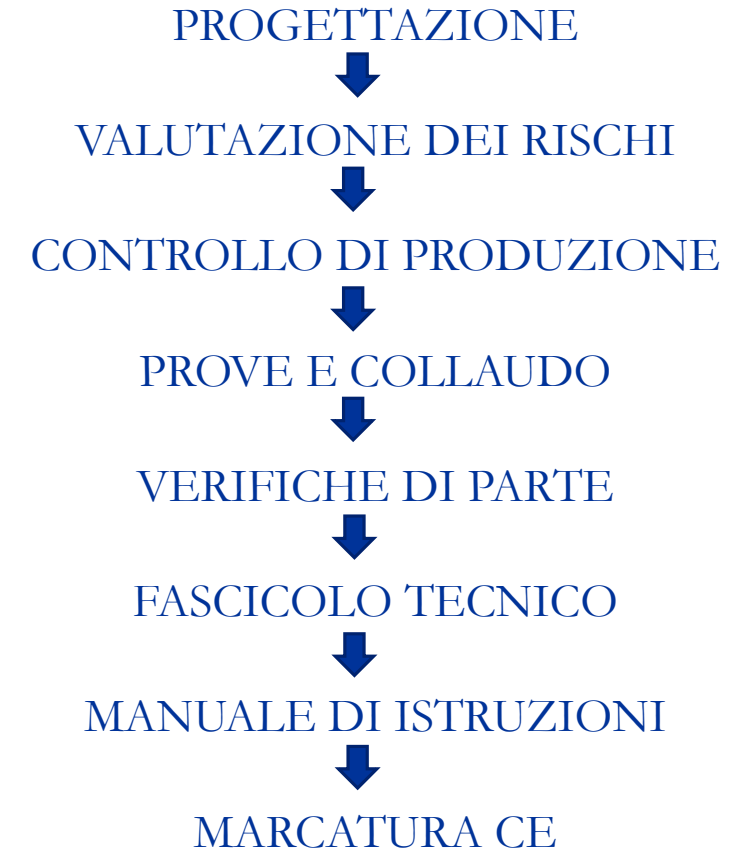 PROGETTAZIONE
VALUTAZIONE DEI RISCHI
CONTROLLO DI PRODUZIONE
PROVE E COLLAUDO
VERIFICHE DI PARTE
FASCICOLO TECNICO
MANUALE DI ISTRUZIONI
MARCATURA CE